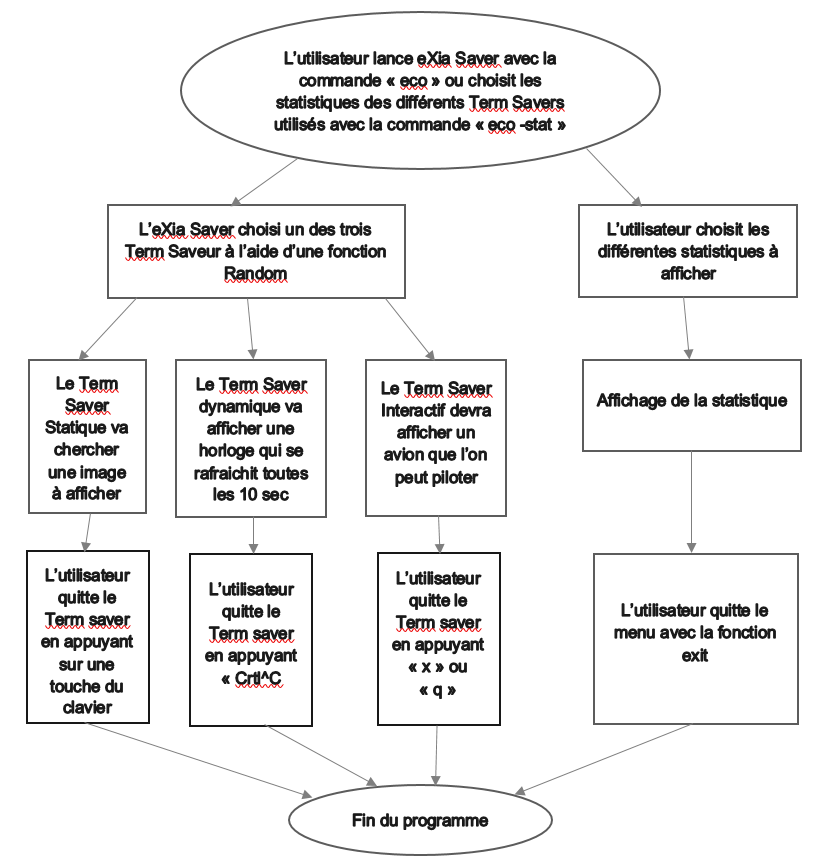 L'utilisateur lance eXia Saver avec la
commande « eco » ou choisit les
statistiques des différents Term Savers
utilisés avec la commande « eco -stat »
L'eXia Saver choisi un des trois
Term Saveur à l'aide d'une fonction
Random
L'utilisateur choisit les
différentes statistiques à
afficher
Le Term
Saver
Statique va
chercher
une image
à afficher
Le Term Saver
dynamique va
afficher une
horloge qui se
rafraichit toutes
les 10 sec
Le Term Saver
Interactif devra
afficher un
avion que l'on
peut piloter
Affichage de la statistique
L'utilisateur
quitte le
Term saver
en appuyant
sur une
touche du
clavier
L'utilisateur
quitte le
Term saver
en appuyant
« Crtl^C
L'utilisateur
quitte le
Term saver
en appuyant
« x » ou
« q »
L'utilisateur quitte le
menu avec la fonction
exit
Fin du programme